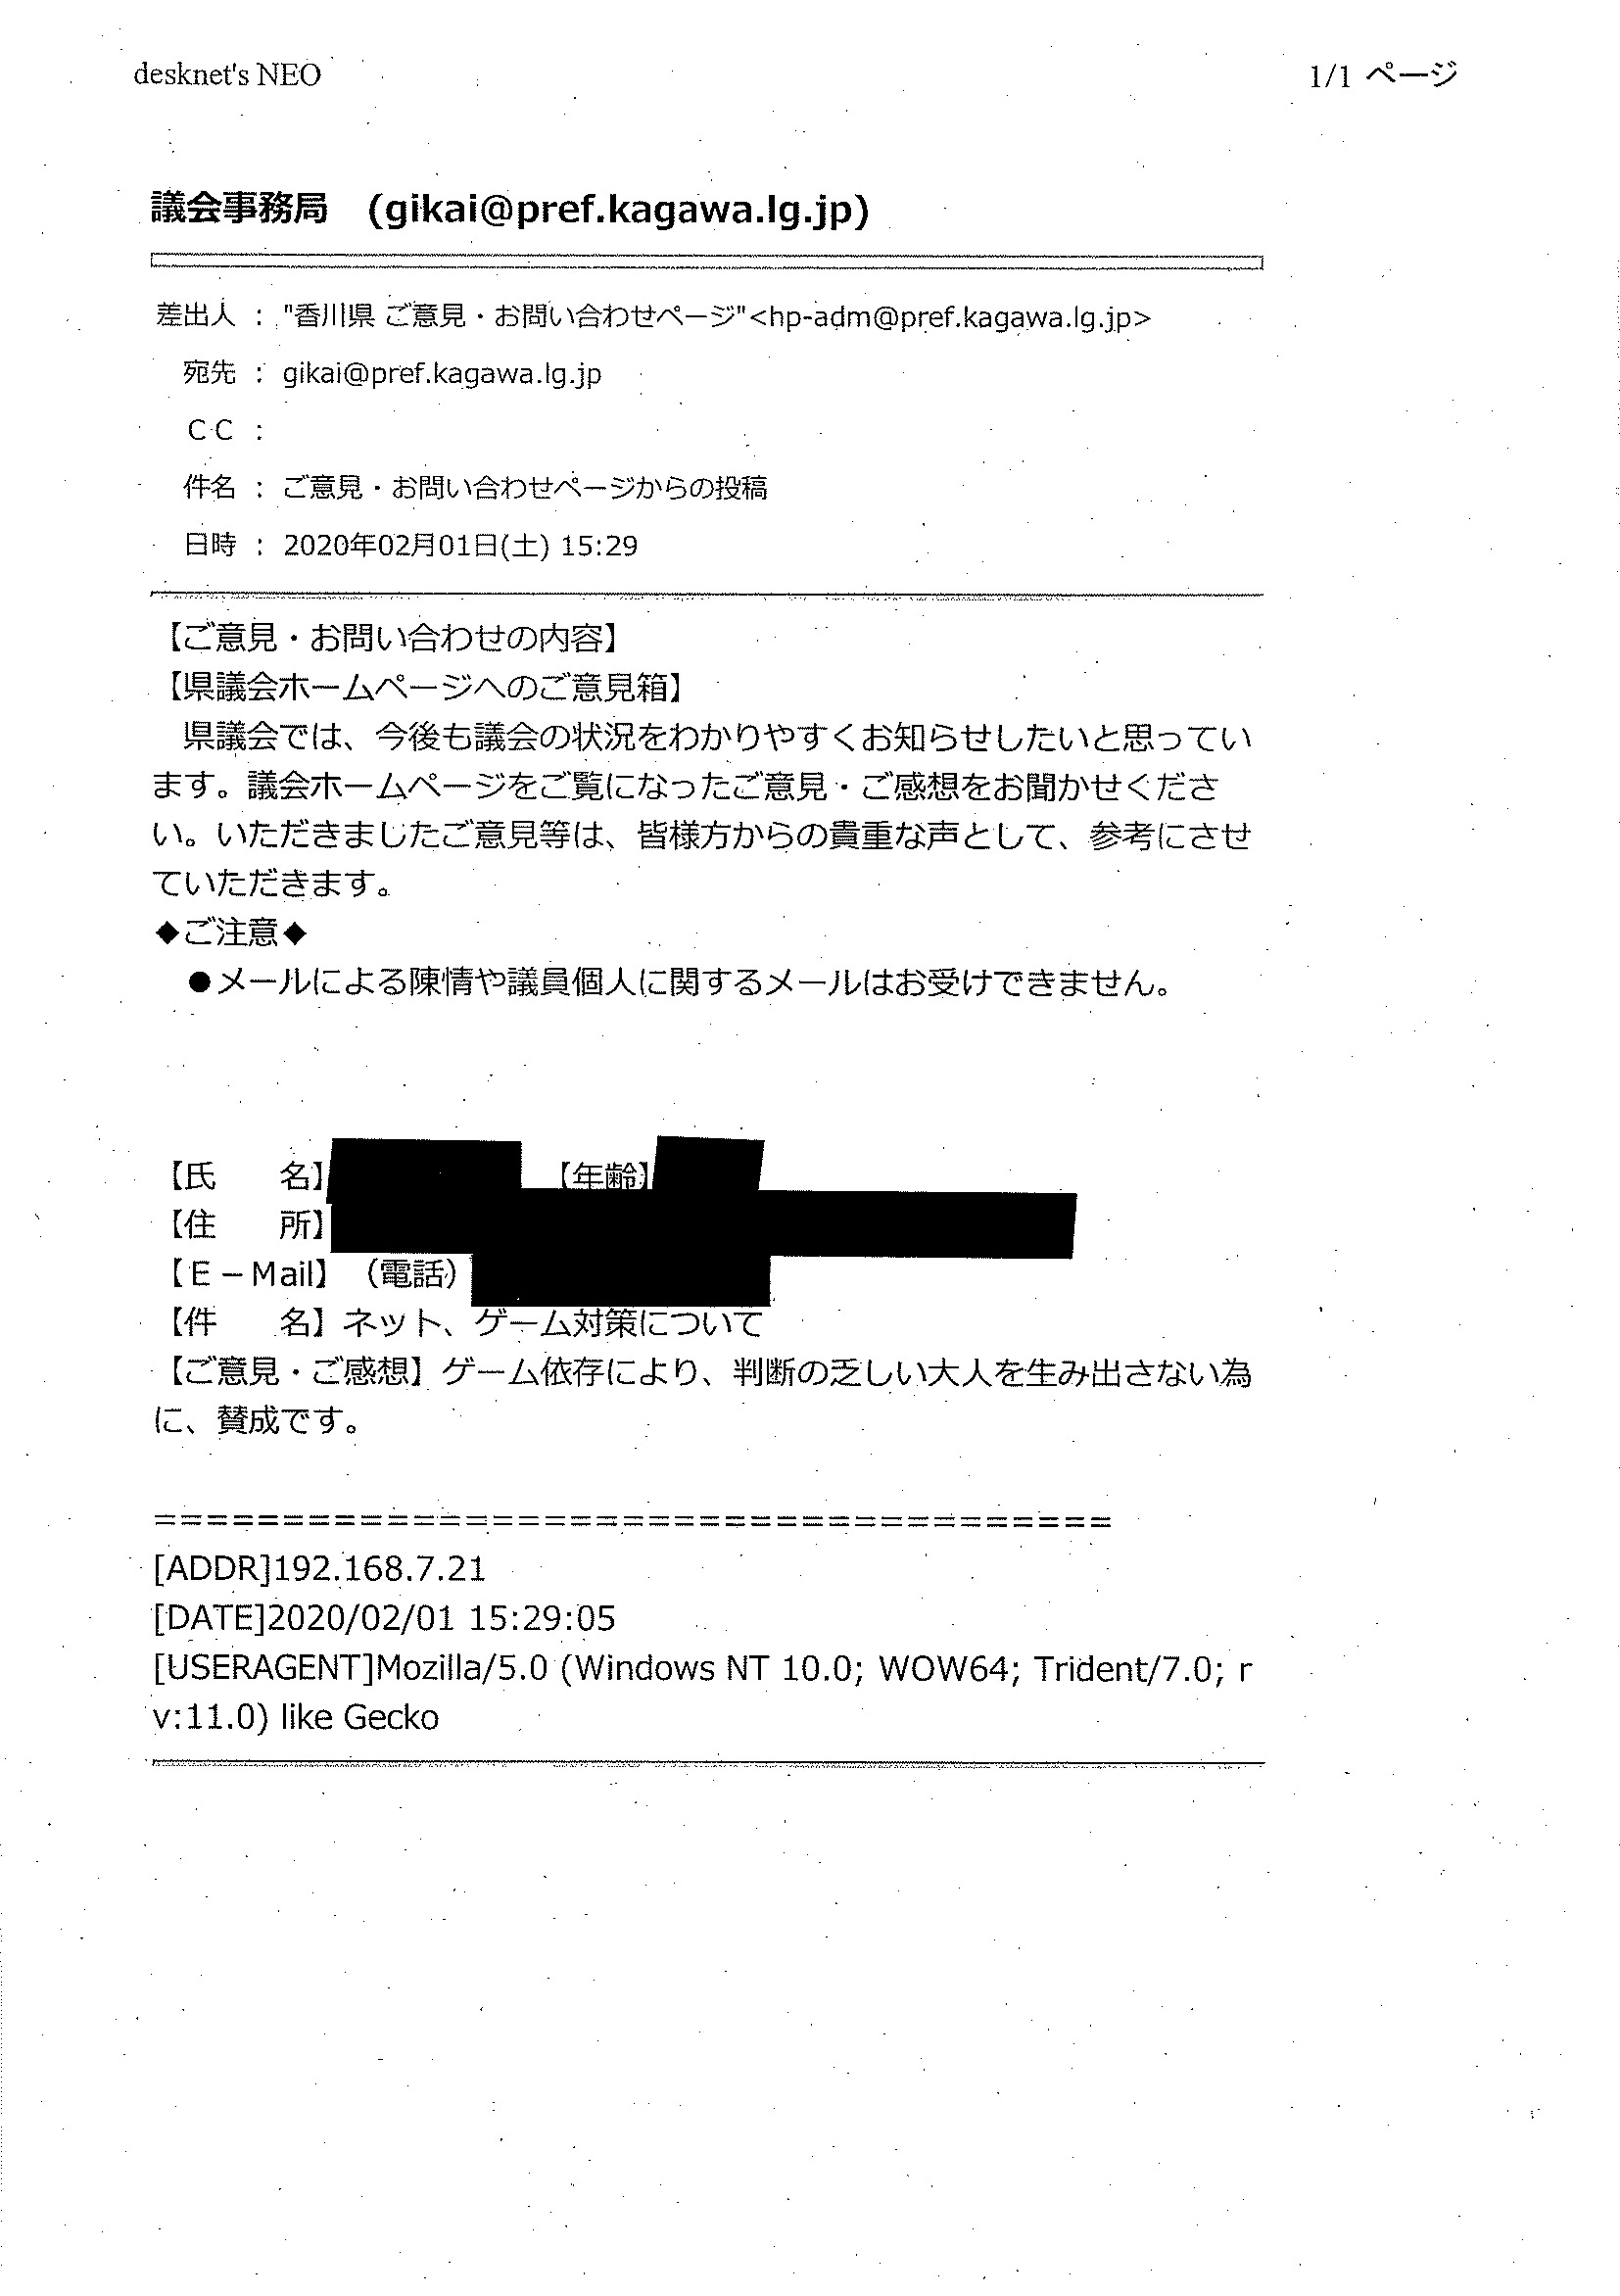 desknet's NEO
1/1 ページ
議会事務局 (gikai@pref.kagawa.lg.jp)
差出人 : "香川県 ご意見・お問い合わせページ"<hp-adm@pref.kagawa.lg.jp>
宛先 : gikai@pref.kagawa.lg.jp
CC :
件名 : ご意見・お問い合わせページからの投稿
日時 : 2020年02月01日(土) 15:29
【ご意見・お問い合わせの内容】
【県議会ホームページへのご意見箱】
県議会では、今後も議会の状況をわかりやすくお知らせしたいと思ってい
ます。議会ホームページをご覧になったご意見・ご感想をお聞かせくださ
い。いただきましたご意見等は、皆様方からの貴重な声として、参考にさせ
ていただきます。
◆ご注意◆
●メールによる陳情や議員個人に関するメールはお受けできません。
【氏　　名】　【年齢】
【住　　所】
【E－Mail】（電話）
【件　　名】ネット、ゲーム対策について
【ご意見・ご感想】ゲーム依存により、判断の乏しい大人を生み出さない為
に、賛成です。
=====================================
[ADDR]192.168.7.21
[DATE]2020/02/01 15:29:05
[USERAGENT]Mozilla/5.0 (Windows NT 10.0; WOW64; Trident/7.0; r
v:11.0) like Gecko